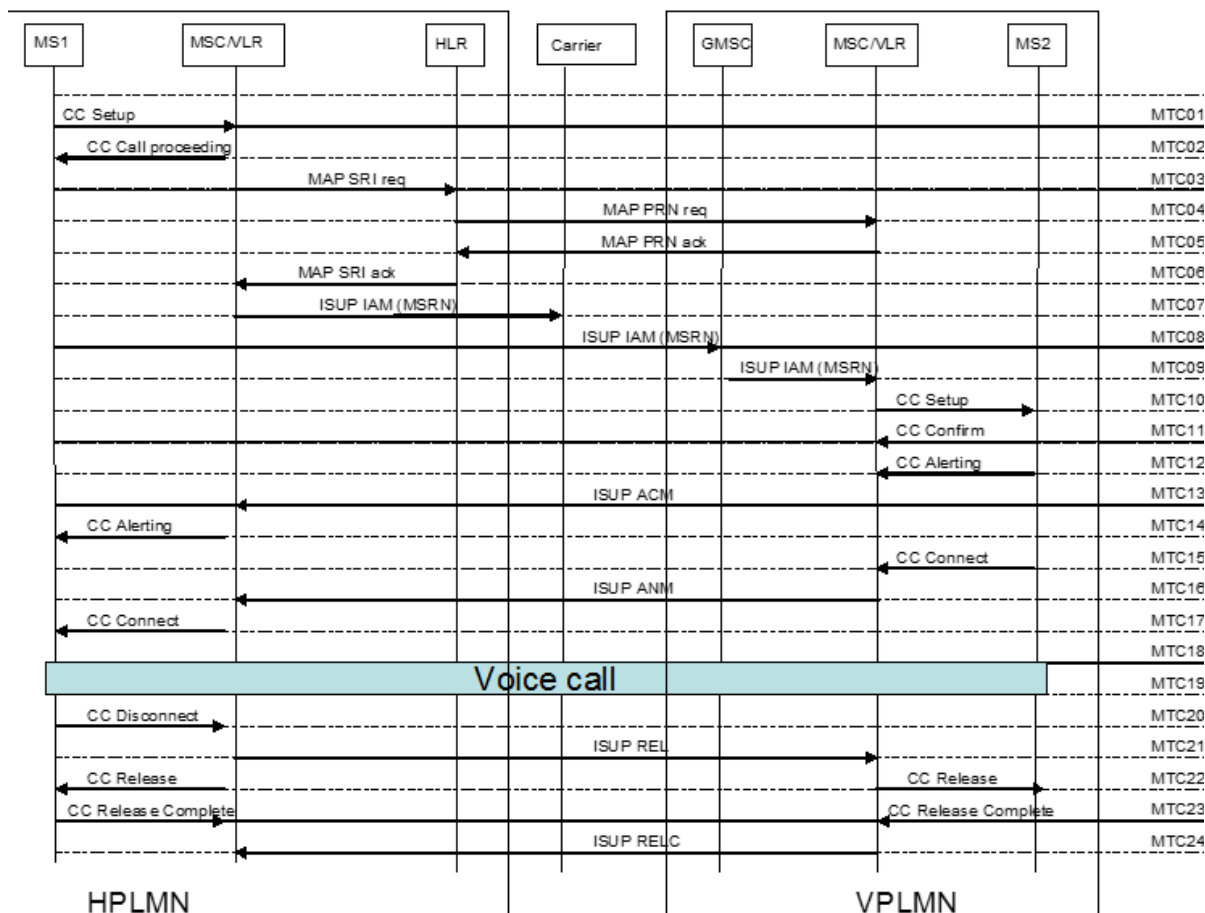 MS1 MSC/VLR HLR Carrier GMSC MSC/VLR MS2
CC Setup MTC01
CC Call proceeding MTC02
MAP SRI req MTC03
MAP PRN req MTC04
MAP PRN ack MTC05
MAP SRI ack MTC06
ISUP IAM (MSRN) MTC07
ISUP IAM (MSRN) MTC08
ISUP IAM (MSRN) MTC09
CC Setup MTC10
CC Confirm MTC11
CC Alerting MTC12
ISUP ACM MTC13
CC Alerting MTC14
CC Connect MTC15
ISUP ANM MTC16
CC Connect MTC17
MTC18
Voice call
MTC19
CC Disconnect MTC20
ISUP REL MTC21
CC Release CC Release MTC22
CC Release Complete CC Release Complete MTC23
ISUP RELC MTC24
HPLMN VPLMN